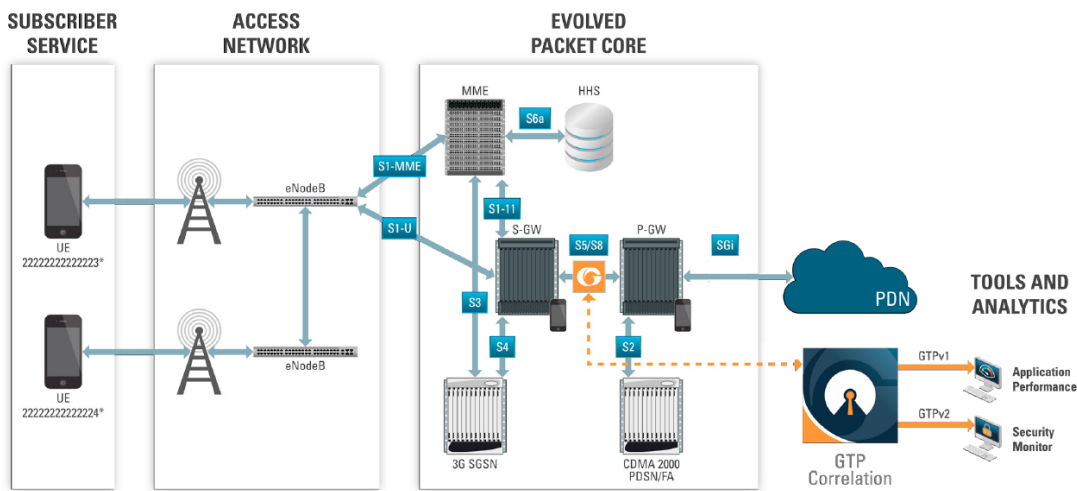 SUBSCRIBER
SERVICE
ACCESS
NETWORK
EVOLVED
PACKET CORE
MME
HHS
S6a
S1-MME
eNodeB
S1-11
S1-U
S-GW
P-GW
S5/S8
SGi
UE
22222222222223*
PDN
TOOLS AND
ANALYTICS
S3
S4
S2
eNodeB
GTPv1
Application
Performance
UE
22222222222224*
GTPv2
Security
Monitor
3G SGSN
CDMA 2000
PDSN/FA
GTP
Correlation